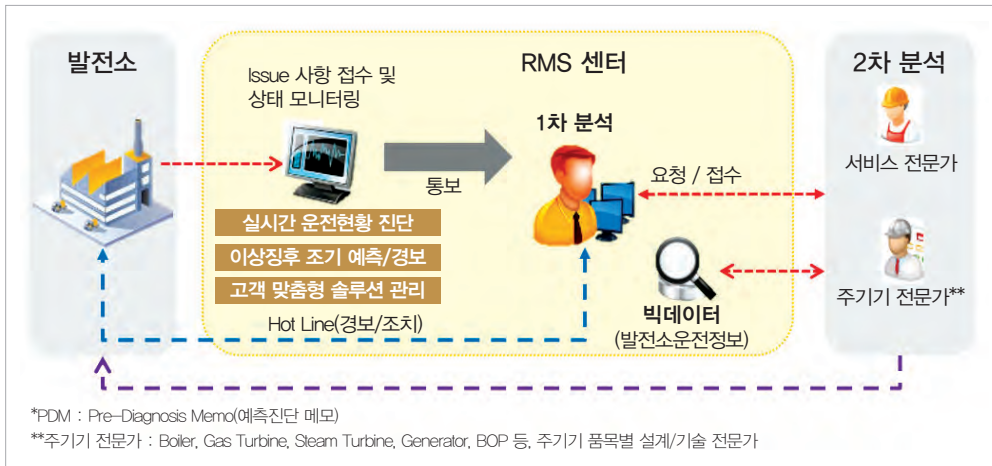 발전소
RMS 센터
2차 분석
Issue 사항 접수 및
상태 모니터링
1차 분석
통보
요청 / 접수
서비스 전문가
실시간 운전현황 진단
이상징후 조기 예측/경보
고객 맞춤형 솔루션 관리
Hot Line(경보/조치)
빅데이터
(발전소운전정보)
주기기 전문가**
*PDM : Pre-Diagnosis Memo(예측진단 메모)
**주기기 전문가 : Boiler, Gas Turbine, Steam Turbine, Generator, BOP 등, 주기기 품목별 설계/기술 전문가